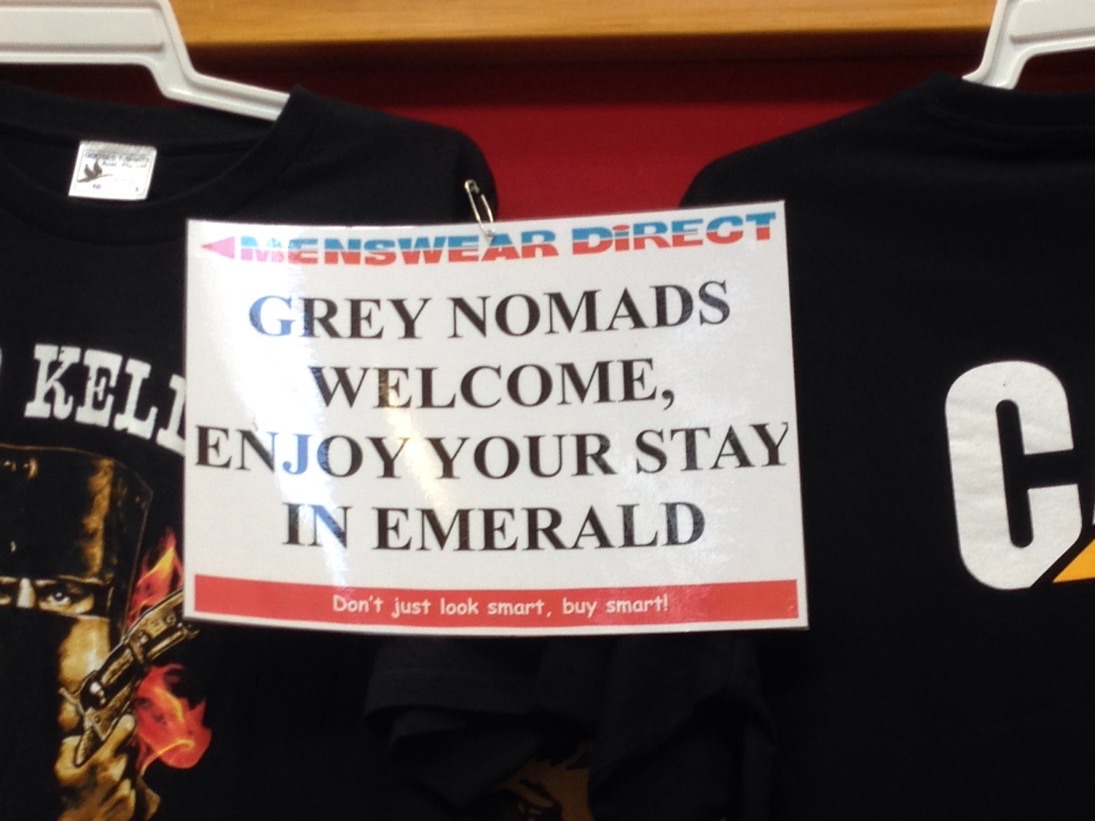 MENSWEAR DIRECT
GREY NOMADS
WELCOME,
ENJOY YOUR STAY
IN EMERALD
Don't just look smart, buy smart!
KELL
C